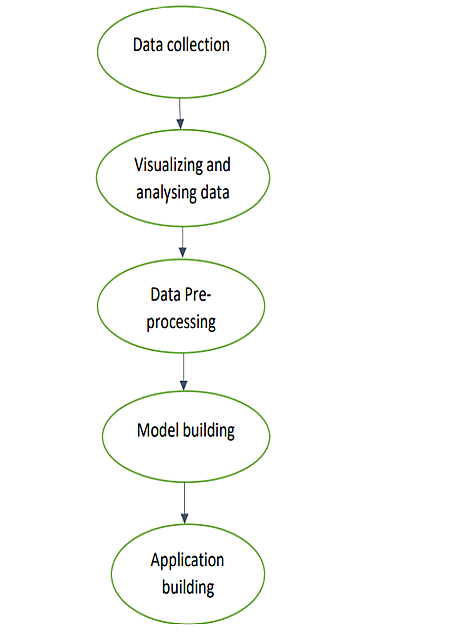 Data collection
Visualizing and
analysing data
Data Pre-
processing
Model building
Application
building